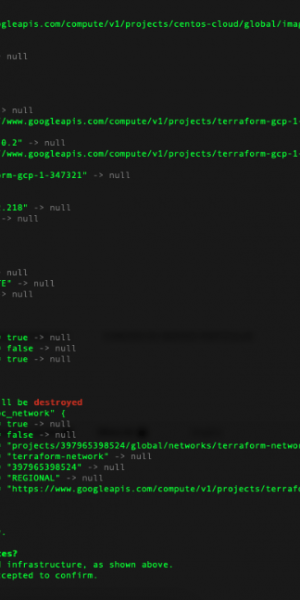 gleapis.com/compute/v1/projects/centos-cloud/global/imag
null
> null
/www.googleapis.com/compute/v1/projects/terraform-gcp-1-
0.2" -> null
/www.googleapis.com/compute/v1/projects/terraform-gcp-1-
rm-gcp-1-347321" -> null
.218" -> null
-> null
> null
TE" -> null
-> null
true -> null
false -> null
true -> null
ll be destroyed
c_network" {
true -> null
false -> null
"projects/397965398524/global/networks/terraform-netwo
"terraform-network" -> null
"397965398524" -> null
"REGIONAL" -> null
"https://www.googleapis.com/compute/v1/projects/terraf
.
es?
infrastructure, as shown above.
cepted to confirm.